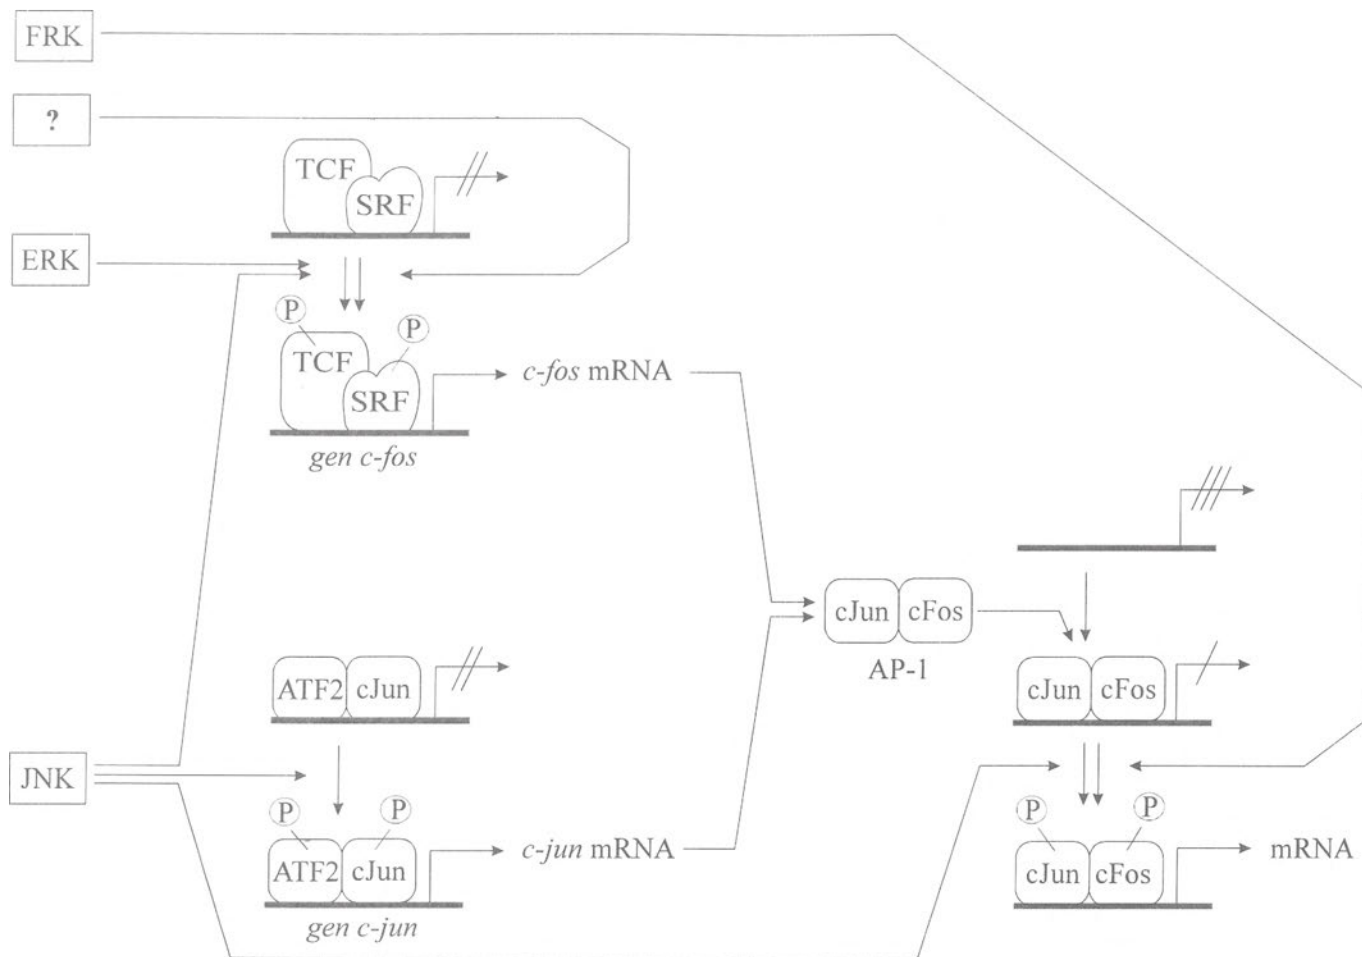 FRK
?
TCF
SRF
ERK
P
P
TCF
SRF
c-fos mRNA
gen c-fos
cJun cFos
AP-1
ATF2 cJun
cJun cFos
JNK
P
P
ATF2 cJun
c-jun mRNA
gen c-jun
P
P
cJun cFos
mRNA